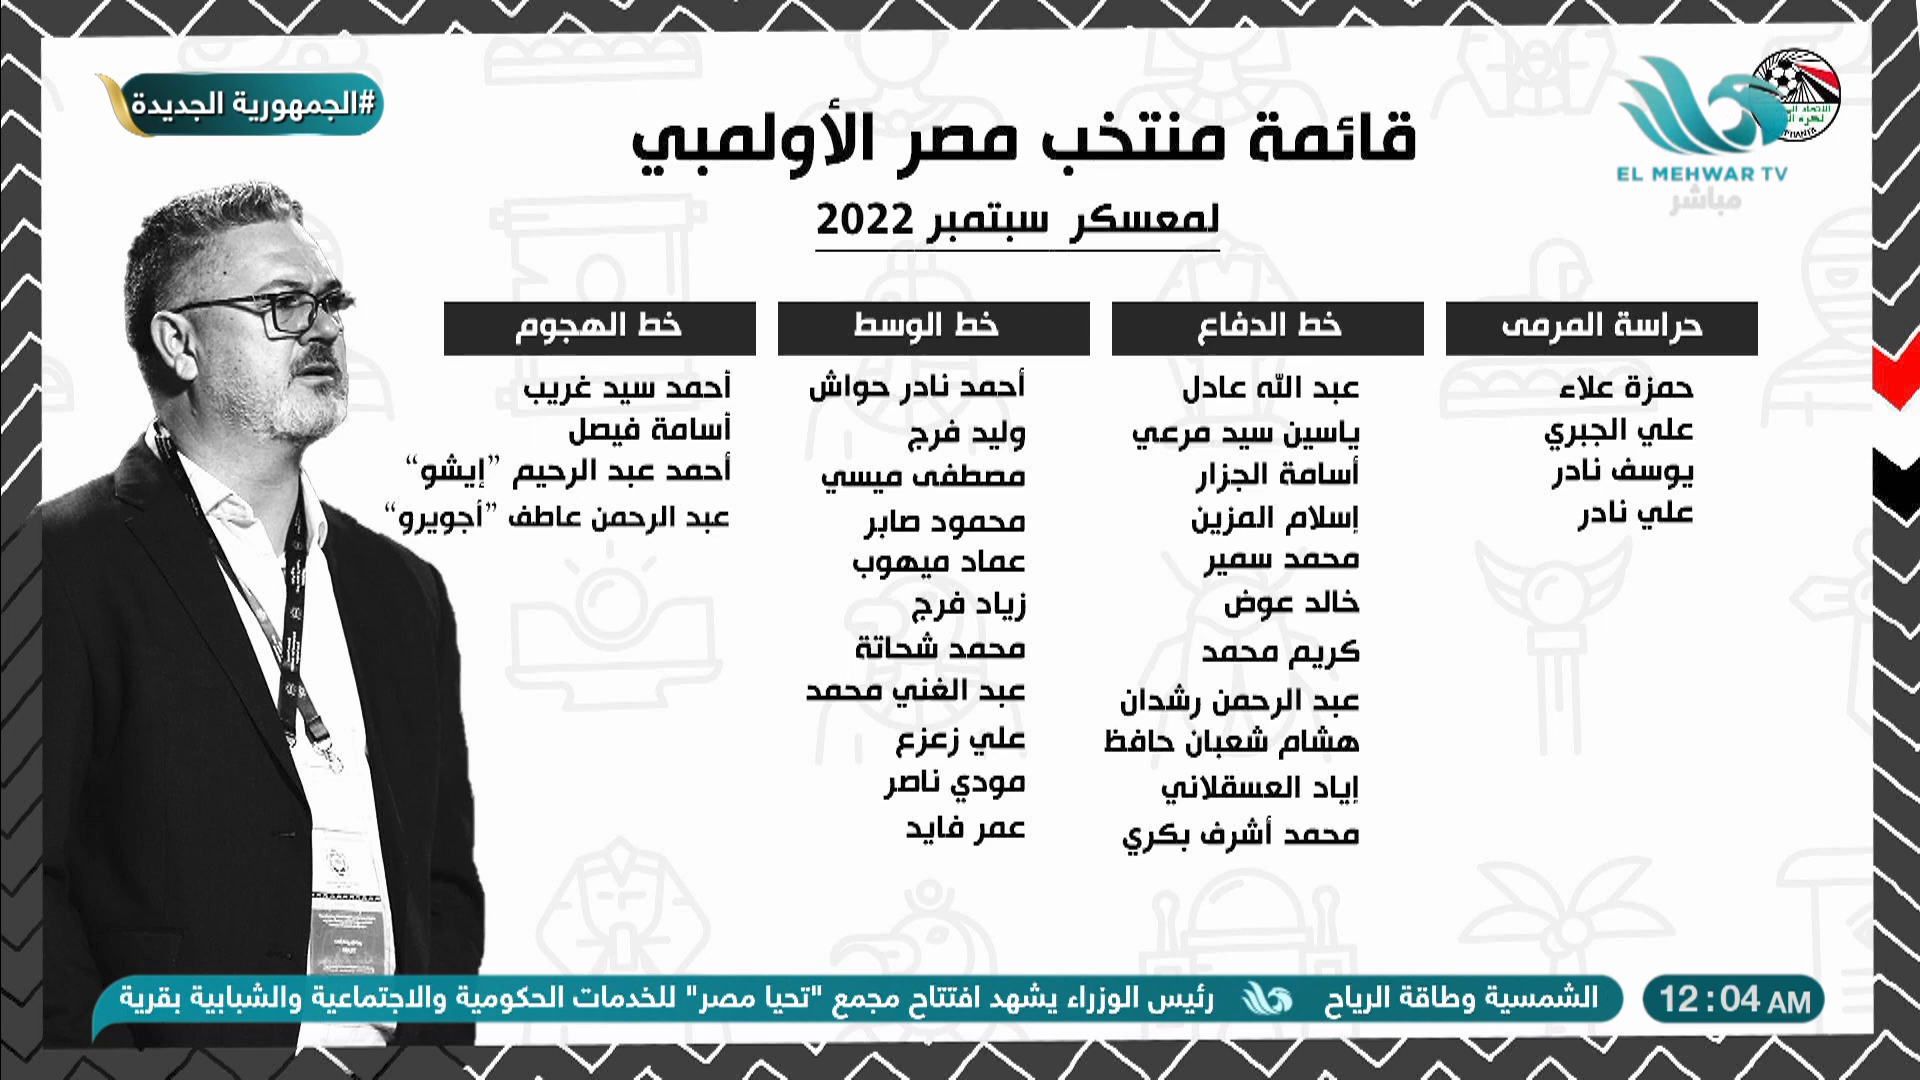 #الجمهورية الجديدة
EL MEHWAR TV
مباشر
قائمة منتخب مصر الأولمبي
لمعسكر سبتمبر 2022
حراسة المرمى
حمزة علاء
علي الجبري
يوسف نادر
علي نادر
خط الدفاع
عبد الله عادل
ياسين سيد مرعي
أسامة الجزار
إسلام المزين
محمد سمير
خالد عوض
كريم محمد
عبد الرحمن رشدان
هشام شعبان حافظ
إياد العسقلاني
محمد أشرف بكري
خط الوسط
أحمد نادر حواش
وليد فرج
مصطفى ميسي
محمود صابر
عماد ميهوب
زياد فرج
محمد شحاتة
عبد الغني محمد
علي زعزع
مودي ناصر
عمر فايد
خط الهجوم
أحمد سيد غريب
أسامة فيصل
أحمد عبد الرحيم ”إيشو“
عبد الرحمن عاطف ”أجويرو“
12:04 AM
الشمسية وطاقة الرياح
رئيس الوزراء يشهد افتتاح مجمع "تحيا مصر" للخدمات الحكومية والاجتماعية والشبابية بقرية